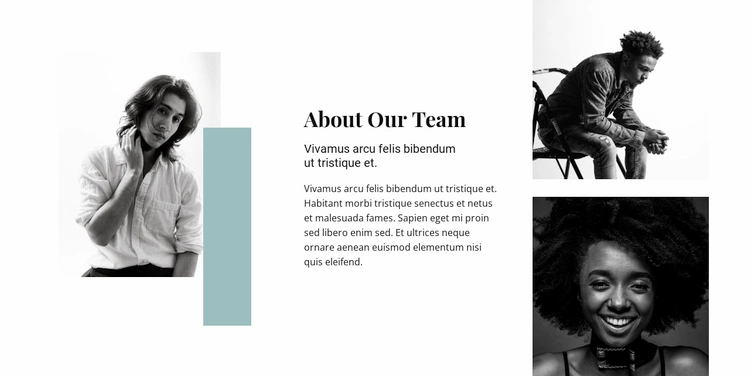 About Our Team
Vivamus arcu felis bibendum
ut tristique et.
Vivamus arcu felis bibendum ut tristique et.
Habitant morbi tristique senectus et netus
et malesuada fames. Sapien eget mi proin
sed libero enim sed. Et ultrices neque
ornare aenean euismod elementum nisi
quis eleifend.